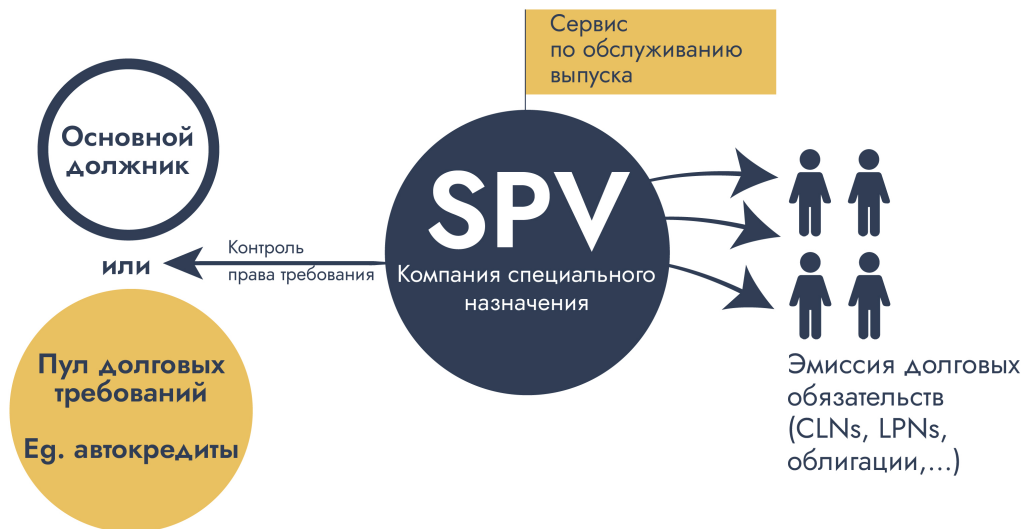 Сервис
по обслуживанию
выпуска
Основной
должник
или
Пул долговых
требований
Eg. автокредиты
Контроль
права требования
SPV
Компания специального
назначения
Эмиссия долговых
обязательств
(CLNs, LPNs,
облигации,...)